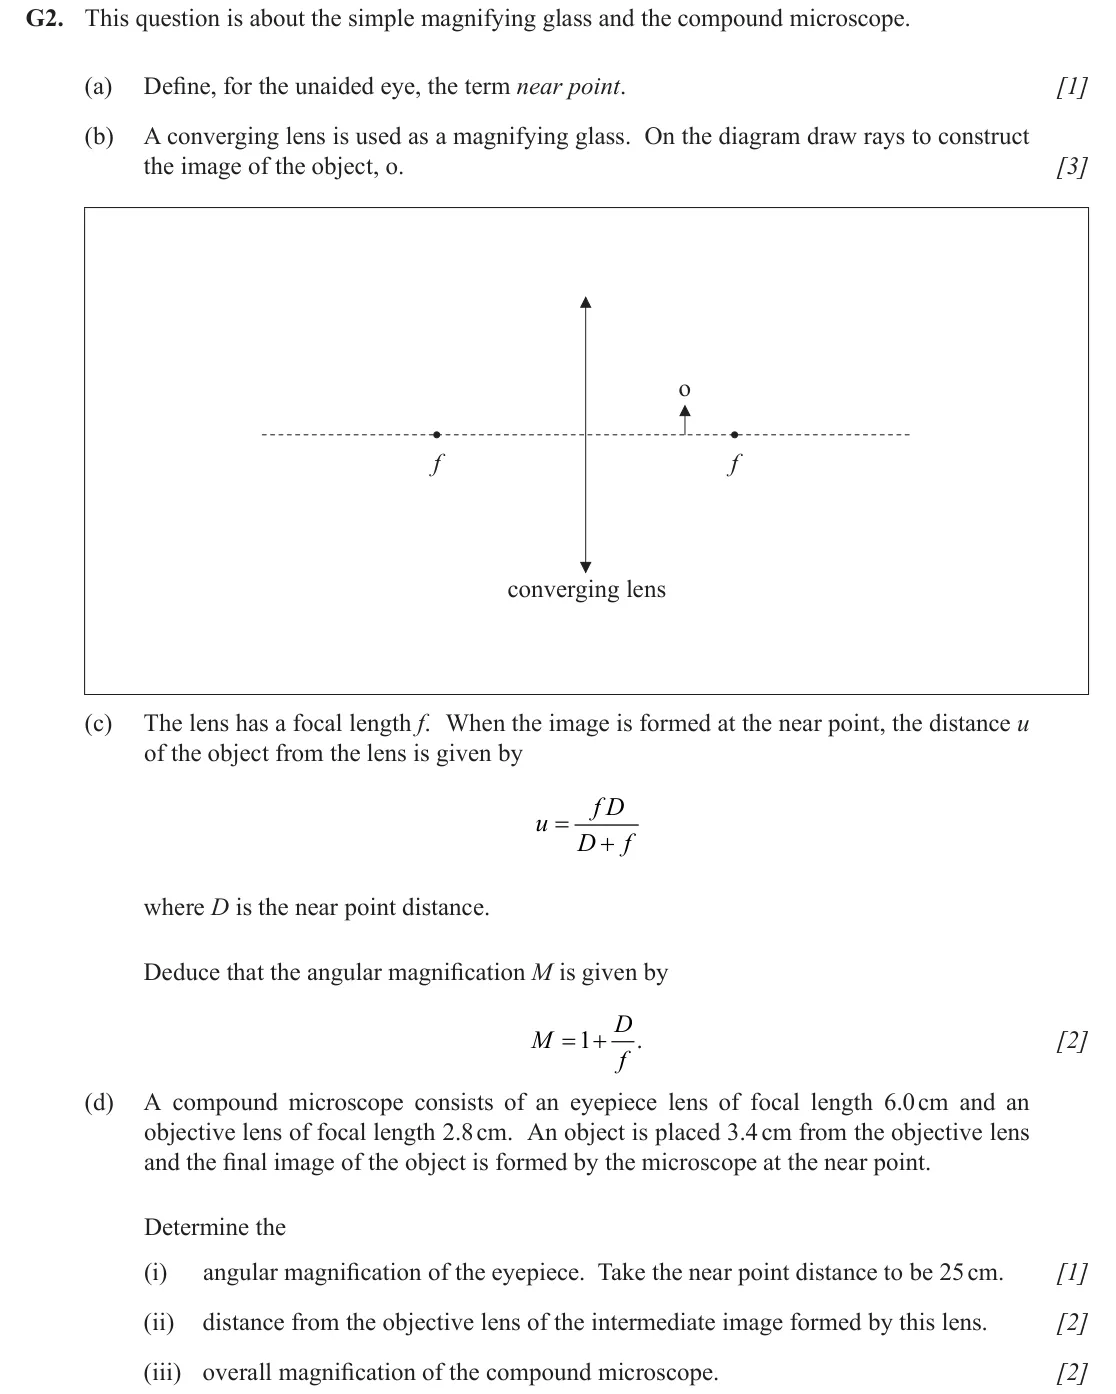 G2. This question is about the simple magnifying glass and the compound microscope.
(a) Define, for the unaided eye, the term near point. [1]
(b) A converging lens is used as a magnifying glass. On the diagram draw rays to construct
the image of the object, o. [3]
o
f f
converging lens
(c) The lens has a focal length f. When the image is formed at the near point, the distance u
of the object from the lens is given by
u = fD / (D + f)
where D is the near point distance.
Deduce that the angular magnification M is given by
M = 1 + D/f. [2]
(d) A compound microscope consists of an eyepiece lens of focal length 6.0 cm and an
objective lens of focal length 2.8 cm. An object is placed 3.4 cm from the objective lens
and the final image of the object is formed by the microscope at the near point.
Determine the
(i) angular magnification of the eyepiece. Take the near point distance to be 25 cm. [1]
(ii) distance from the objective lens of the intermediate image formed by this lens. [2]
(iii) overall magnification of the compound microscope. [2]